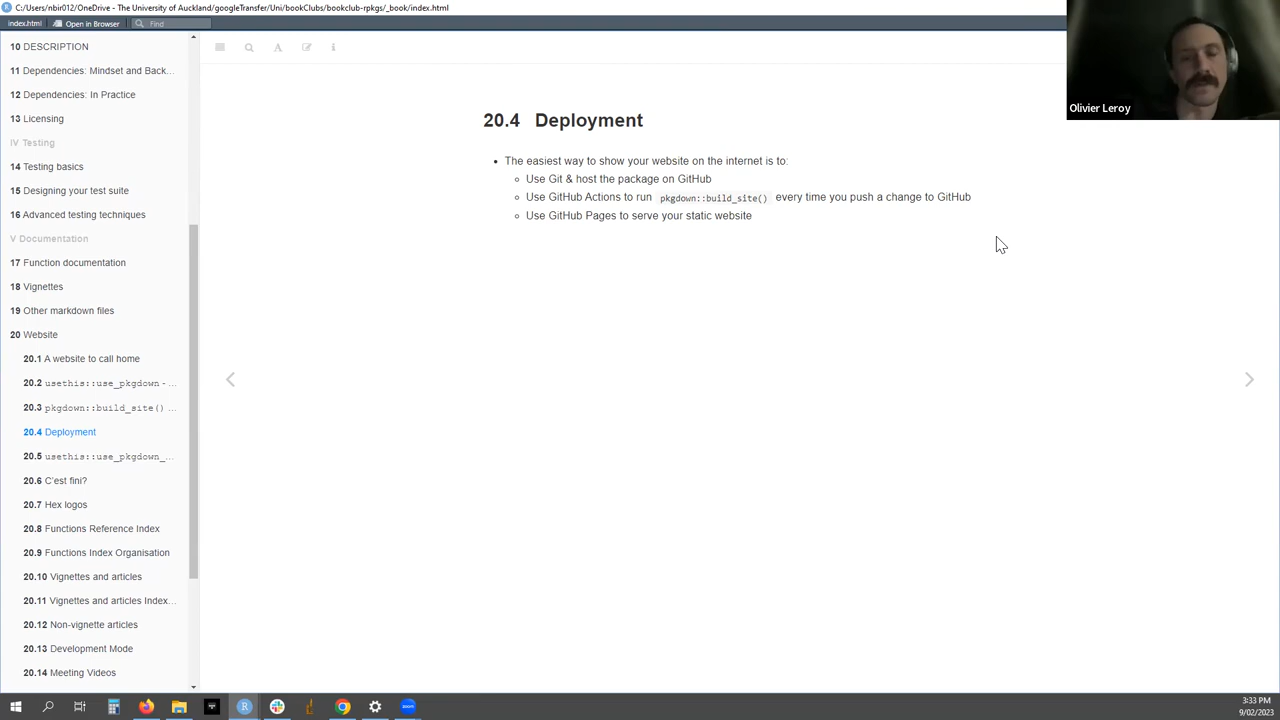 C:/Users/nbir012/OneDrive - The University of Auckland/googleTransfer/Uni/bookClubs/bookclub-rpkgs/_book/index.html
index.html Open in Browser Find
10 DESCRIPTION
11 Dependencies: Mindset and Back...
12 Dependencies: In Practice
13 Licensing
IV Testing
14 Testing basics
15 Designing your test suite
16 Advanced testing techniques
V Documentation
17 Function documentation
18 Vignettes
19 Other markdown files
20 Website
20.1 A website to call home
20.2 usethis::use_pkgdown - ...
20.3 pkgdown::build_site() ...
20.4 Deployment
20.5 usethis::use_pkgdown_...
20.6 C'est fini?
20.7 Hex logos
20.8 Functions Reference Index
20.9 Functions Index Organisation
20.10 Vignettes and articles
20.11 Vignettes and articles Index...
20.12 Non-vignette articles
20.13 Development Mode
20.14 Meeting Videos
20.4 Deployment
• The easiest way to show your website on the internet is to:
◦ Use Git & host the package on GitHub
◦ Use GitHub Actions to run pkgdown::build_site() every time you push a change to GitHub
◦ Use GitHub Pages to serve your static website
Olivier Leroy
3:33 PM
9/02/2023